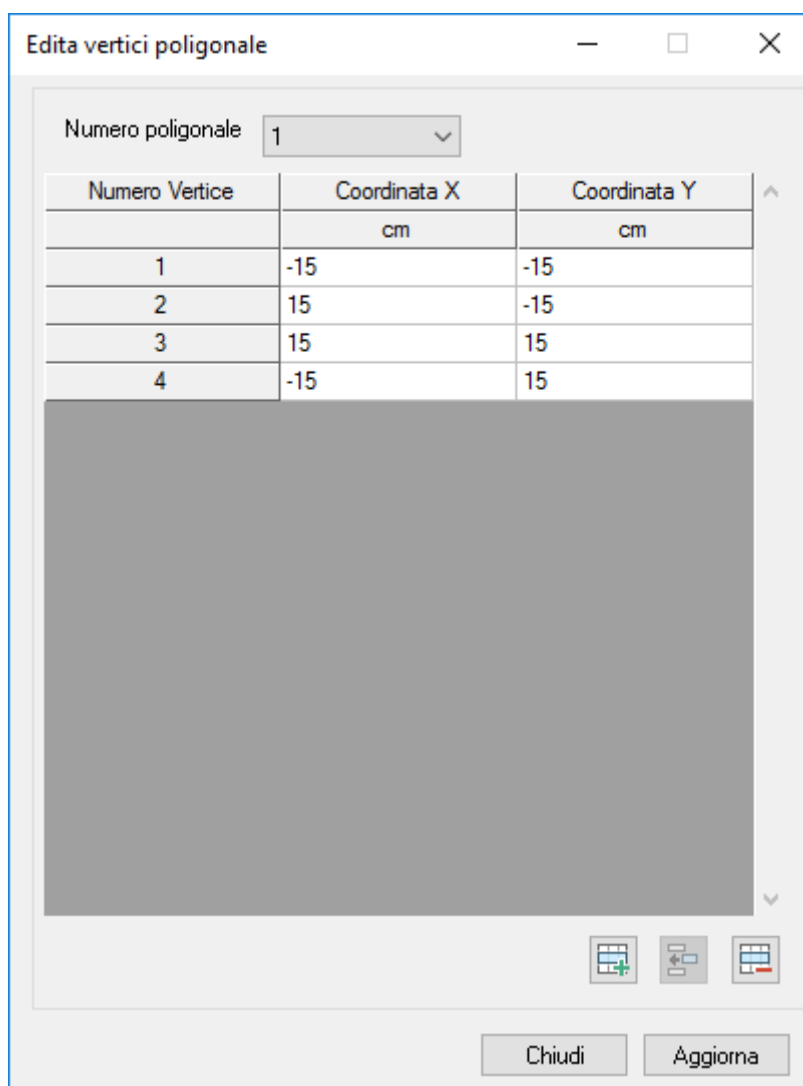 Edita vertici poligonale
Numero poligonale 1
Numero Vertice Coordinata X Coordinata Y
cm cm
1 -15 -15
2 15 -15
3 15 15
4 -15 15
Chiudi Aggiorna